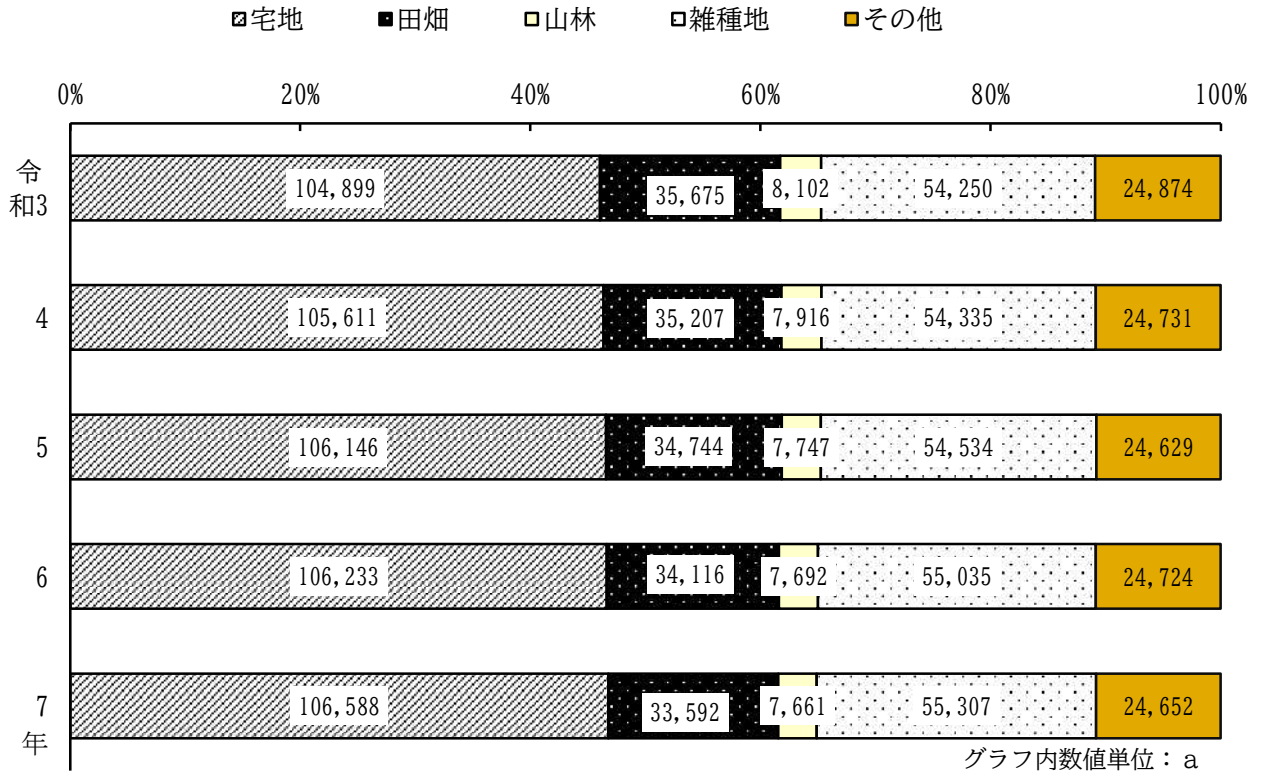 宅地 田畑 山林 雑種地 その他
0% 20% 40% 60% 80% 100%
令和3 104,899 35,675 8,102 54,250 24,874
4 105,611 35,207 7,916 54,335 24,731
5 106,146 34,744 7,747 54,534 24,629
6 106,233 34,116 7,692 55,035 24,724
7年 106,588 33,592 7,661 55,307 24,652
グラフ内数値単位：a